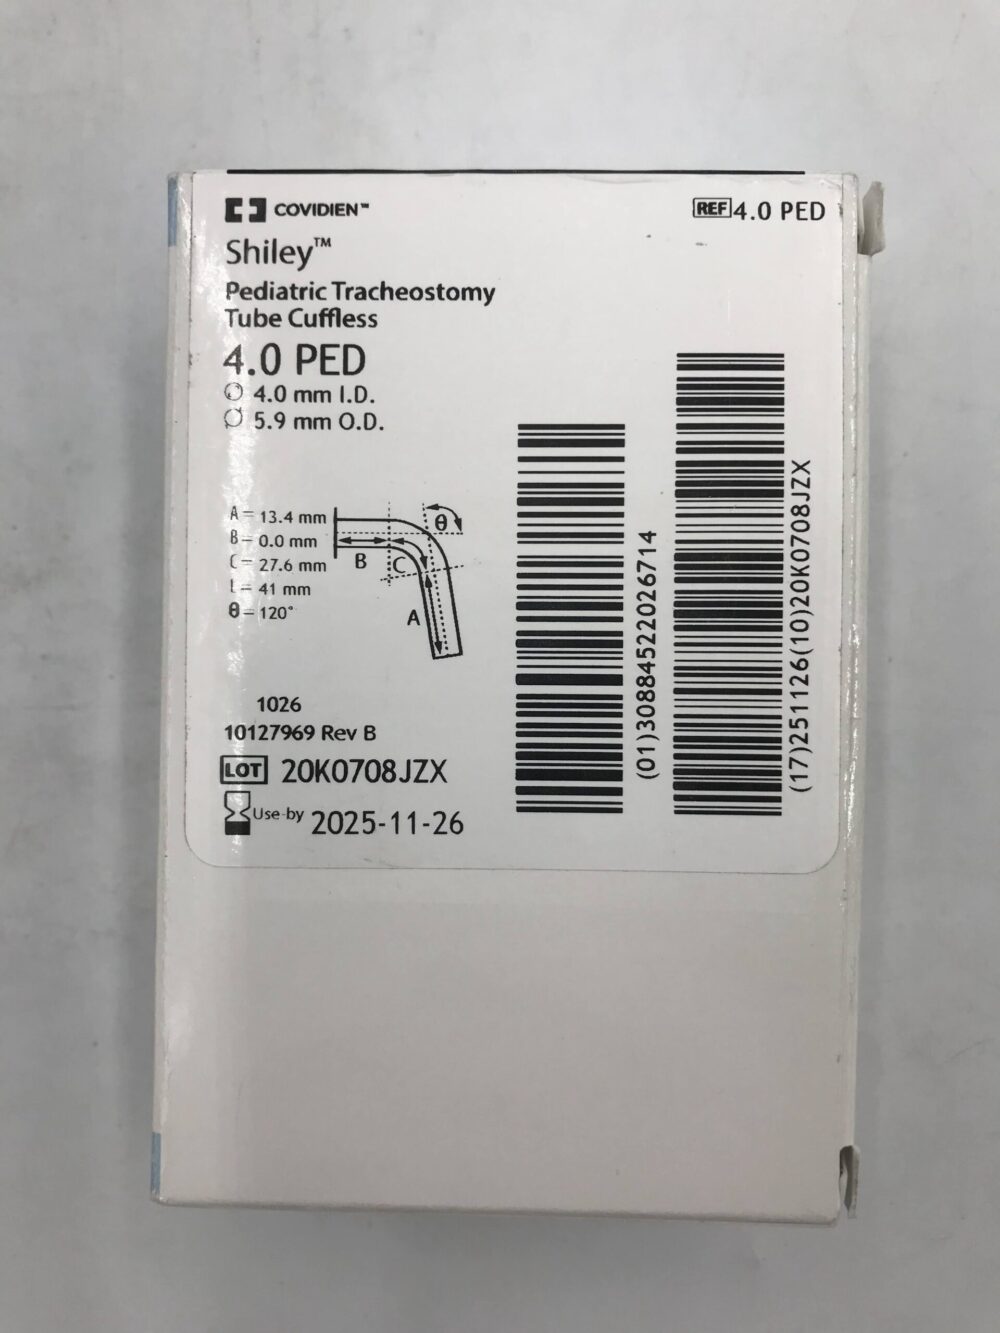 COVIDIEN™
REF 4.0 PED
Shiley™
Pediatric Tracheostomy
Tube Cuffless
4.0 PED
4.0 mm I.D.
5.9 mm O.D.
A = 13.4 mm
B = 0.0 mm
C = 27.6 mm
L = 41 mm
θ = 120°
θ
B
C
A
1026
10127969 Rev B
LOT 20K0708JZX
Use-by 2025-11-26
(01)30884522026714
(17)251126(10)20K0708JZX